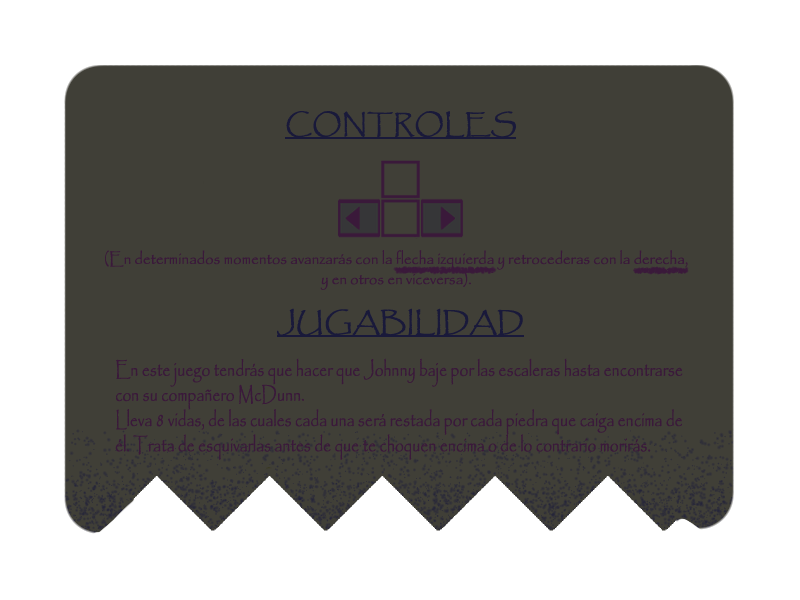 CONTROLES
(En determinados momentos avanzarás con la flecha izquierda y retrocederas con la derecha,
y en otros en viceversa).
JUGABILIDAD
En este juego tendrás que hacer que Johnny baje por las escaleras hasta encontrarse
con su compañero McDunn.
Lleva 8 vidas, de las cuales cada una será restada por cada piedra que caiga encima de
él. Trata de esquivarlas antes de que te choquen encima,o de lo contrario morirás.